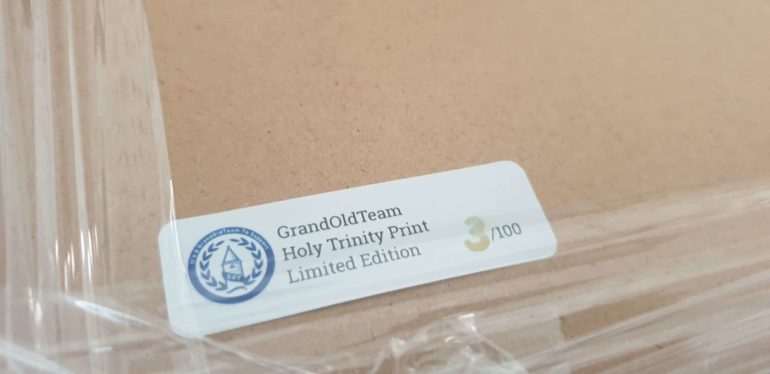 GrandOldTeam
Holy Trinity Print
Limited Edition
3/100